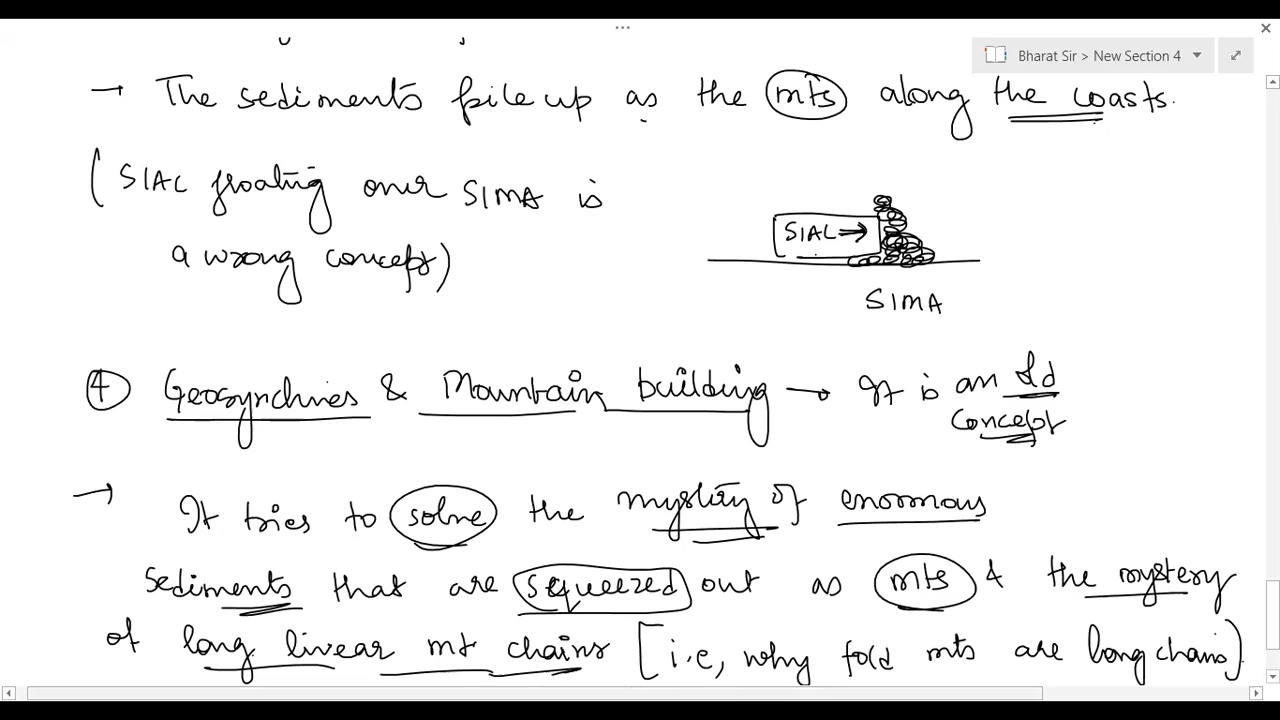 Bharat Sir > New Section 4
→ The sediments pile up as the mts along the coasts.
(SIAL floating over SIMA is
a wrong concept)
SIAL →
SIMA
④ Geosynclines & Mountain building → It is an old
concept
→ It tries to solve the mystery of enormous
sediments that are squeezed out as mts & the mystery
of long linear mt chains [i.e, why fold mts are long chains]